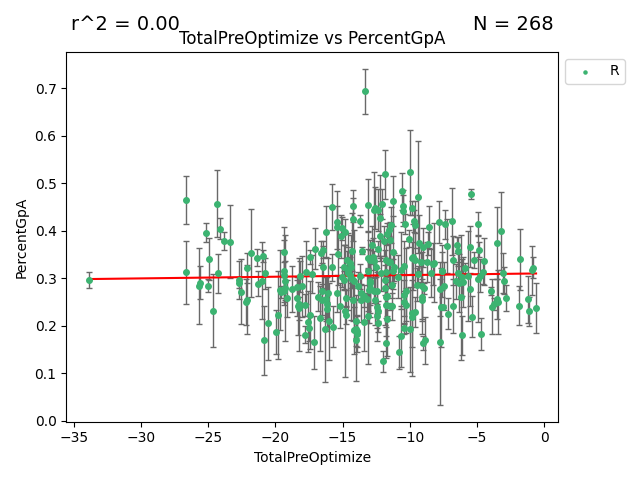 r^2 = 0.00
N = 268
TotalPreOptimize vs PercentGpA
R
PercentGpA
0.7
0.6
0.5
0.4
0.3
0.2
0.1
0.0
−35 −30 −25 −20 −15 −10 −5 0
TotalPreOptimize